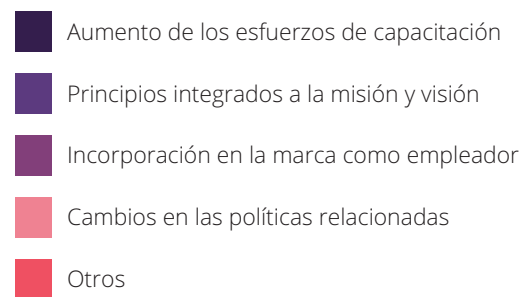 Aumento de los esfuerzos de capacitación
Principios integrados a la misión y visión
Incorporación en la marca como empleador
Cambios en las políticas relacionadas
Otros